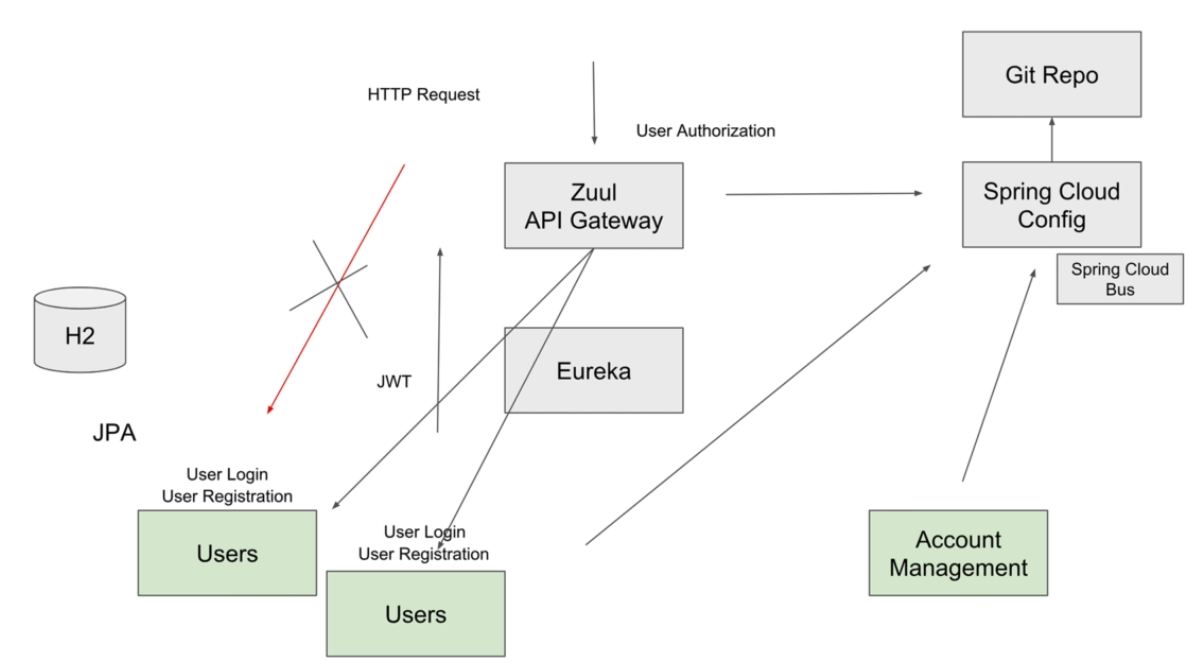 Git Repo
HTTP Request
User Authorization
Zuul
API Gateway
Spring Cloud
Config
Spring Cloud
Bus
H2
Eureka
JWT
JPA
User Login
User Registration
Users
User Login
User Registration
Users
Account
Management